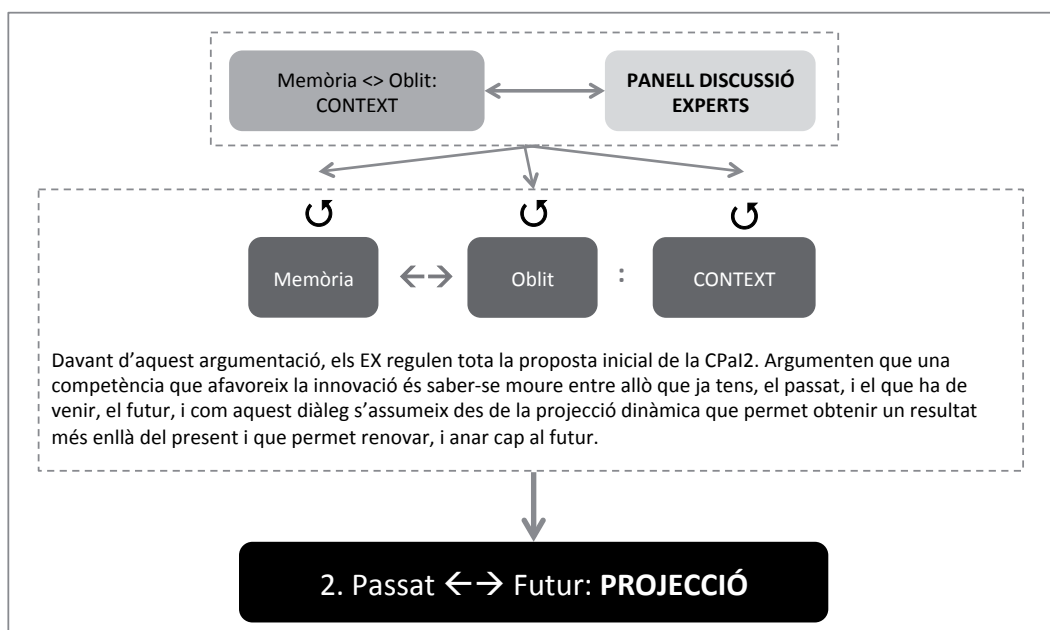 Memòria <> Oblit:
CONTEXT
PANELL DISCUSSIÓ
EXPERTS
Memòria ←→ Oblit : CONTEXT
Davant d’aquest argumentació, els EX regulen tota la proposta inicial de la CPaI2. Argumenten que una
competència que afavoreix la innovació és saber-se moure entre allò que ja tens, el passat, i el que ha de
venir, el futur, i com aquest diàleg s’assumeix des de la projecció dinàmica que permet obtenir un resultat
més enllà del present i que permet renovar, i anar cap al futur.
2. Passat ←→ Futur: PROJECCIÓ